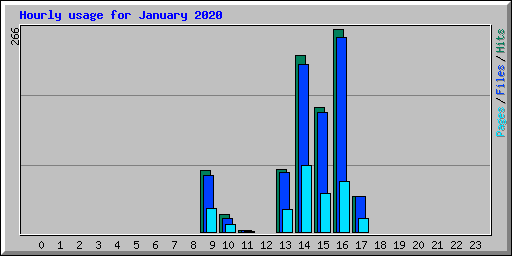 Hourly usage for January 2020
266
Pages/Files/Hits
0 1 2 3 4 5 6 7 8 9 10 11 12 13 14 15 16 17 18 19 20 21 22 23